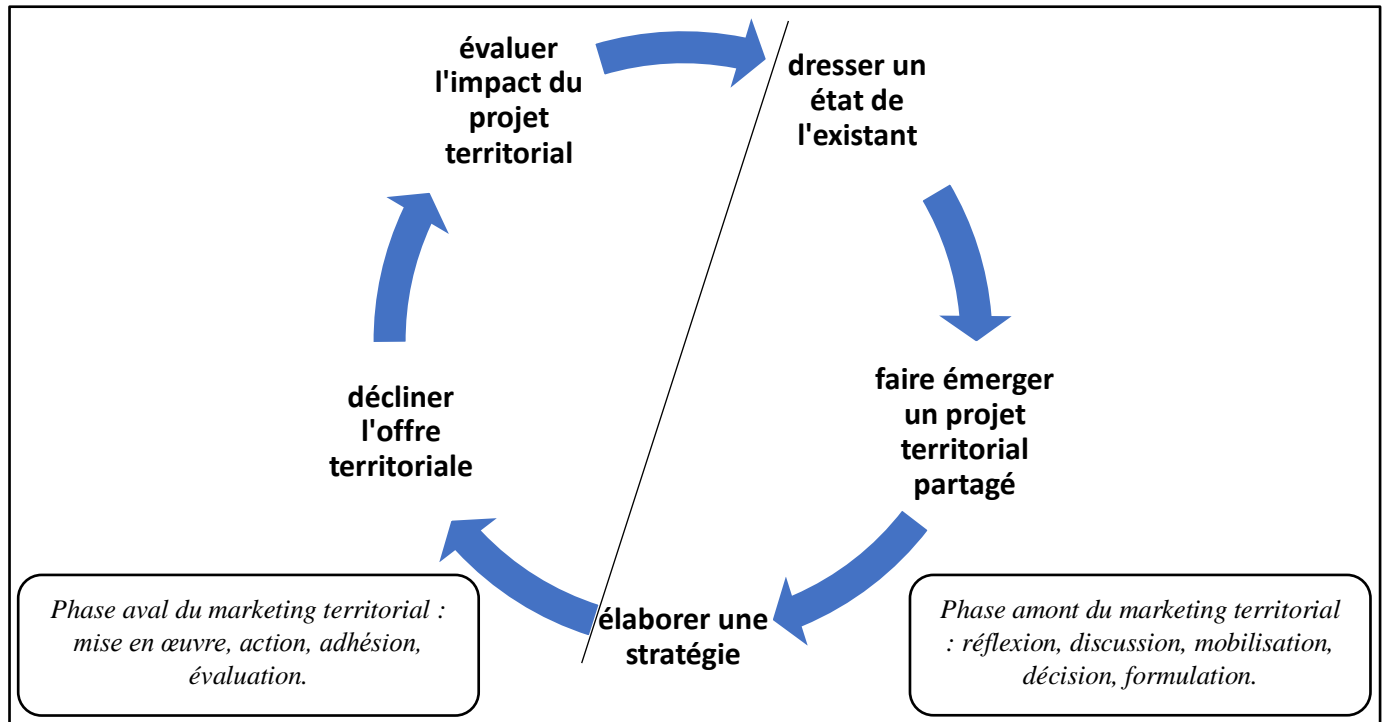 évaluer
l'impact du
projet
territorial
dresser un
état de
l'existant
faire émerger
un projet
territorial
partagé
élaborer une
stratégie
décliner
l'offre
territoriale
Phase aval du marketing territorial :
mise en œuvre, action, adhésion,
évaluation.
Phase amont du marketing territorial
: réflexion, discussion, mobilisation,
décision, formulation.